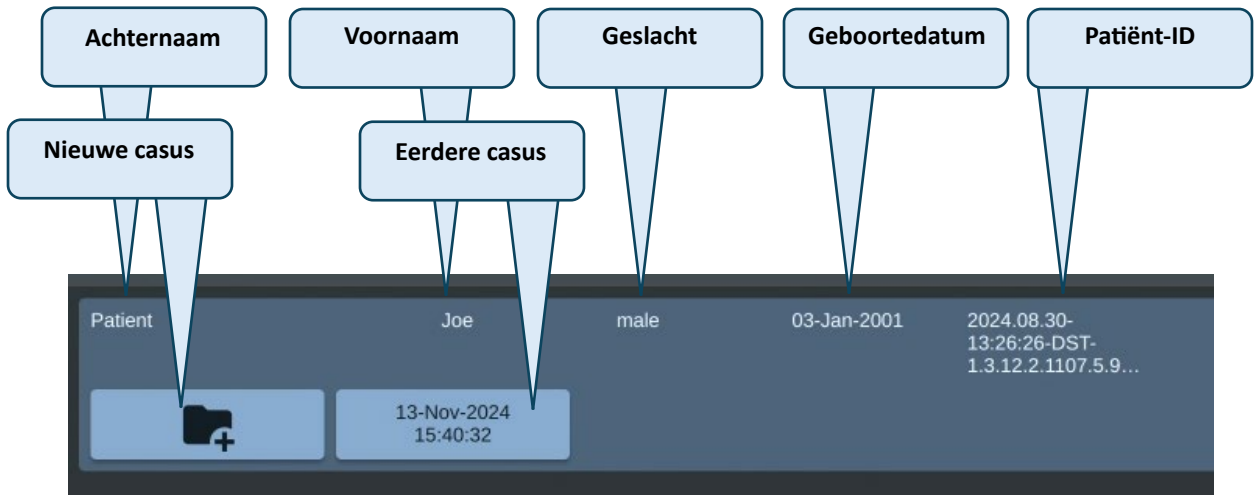 Achternaam
Voornaam
Geslacht
Geboortedatum
Patiënt-ID
Nieuwe casus
Eerdere casus
Patient
Joe
male
03-Jan-2001
2024.08.30-
13:26:26-DST-
1.3.12.2.1107.5.9…
13-Nov-2024
15:40:32